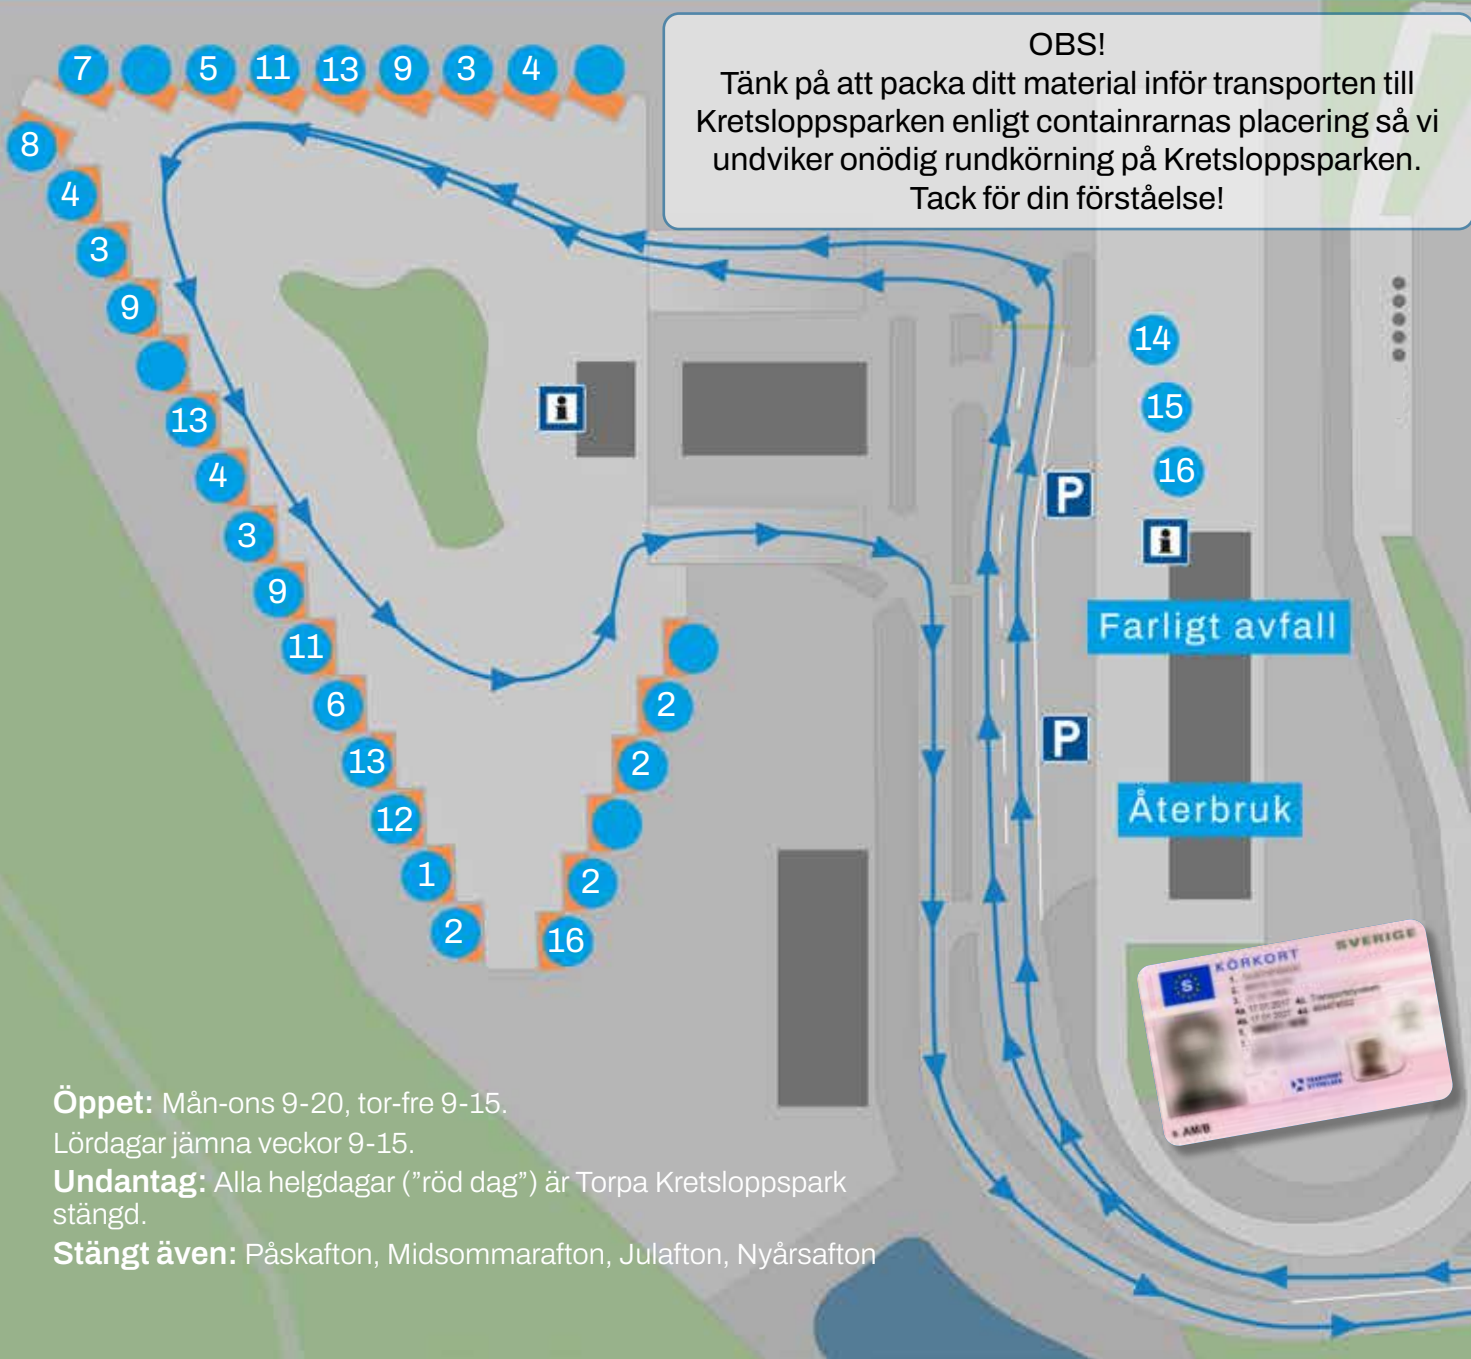 OBS!
Tänk på att packa ditt material inför transporten till
Kretsloppsparken enligt containrarnas placering så vi
undviker onödig rundkörning på Kretsloppsparken.
Tack för din förståelse!
7 5 11 13 9 3 4
8
4
3
9
13
4
3
9
11
6
13
12
1
2
2
2
2
16
14
15
16
i
i
P
P
Farligt avfall
Återbruk
KÖRKORT SVERIGE
S
Öppet: Mån-ons 9-20, tor-fre 9-15.
Lördagar jämna veckor 9-15.
Undantag: Alla helgdagar (”röd dag”) är Torpa Kretsloppspark
stängd.
Stängt även: Påskafton, Midsommarafton, Julafton, Nyårsafton